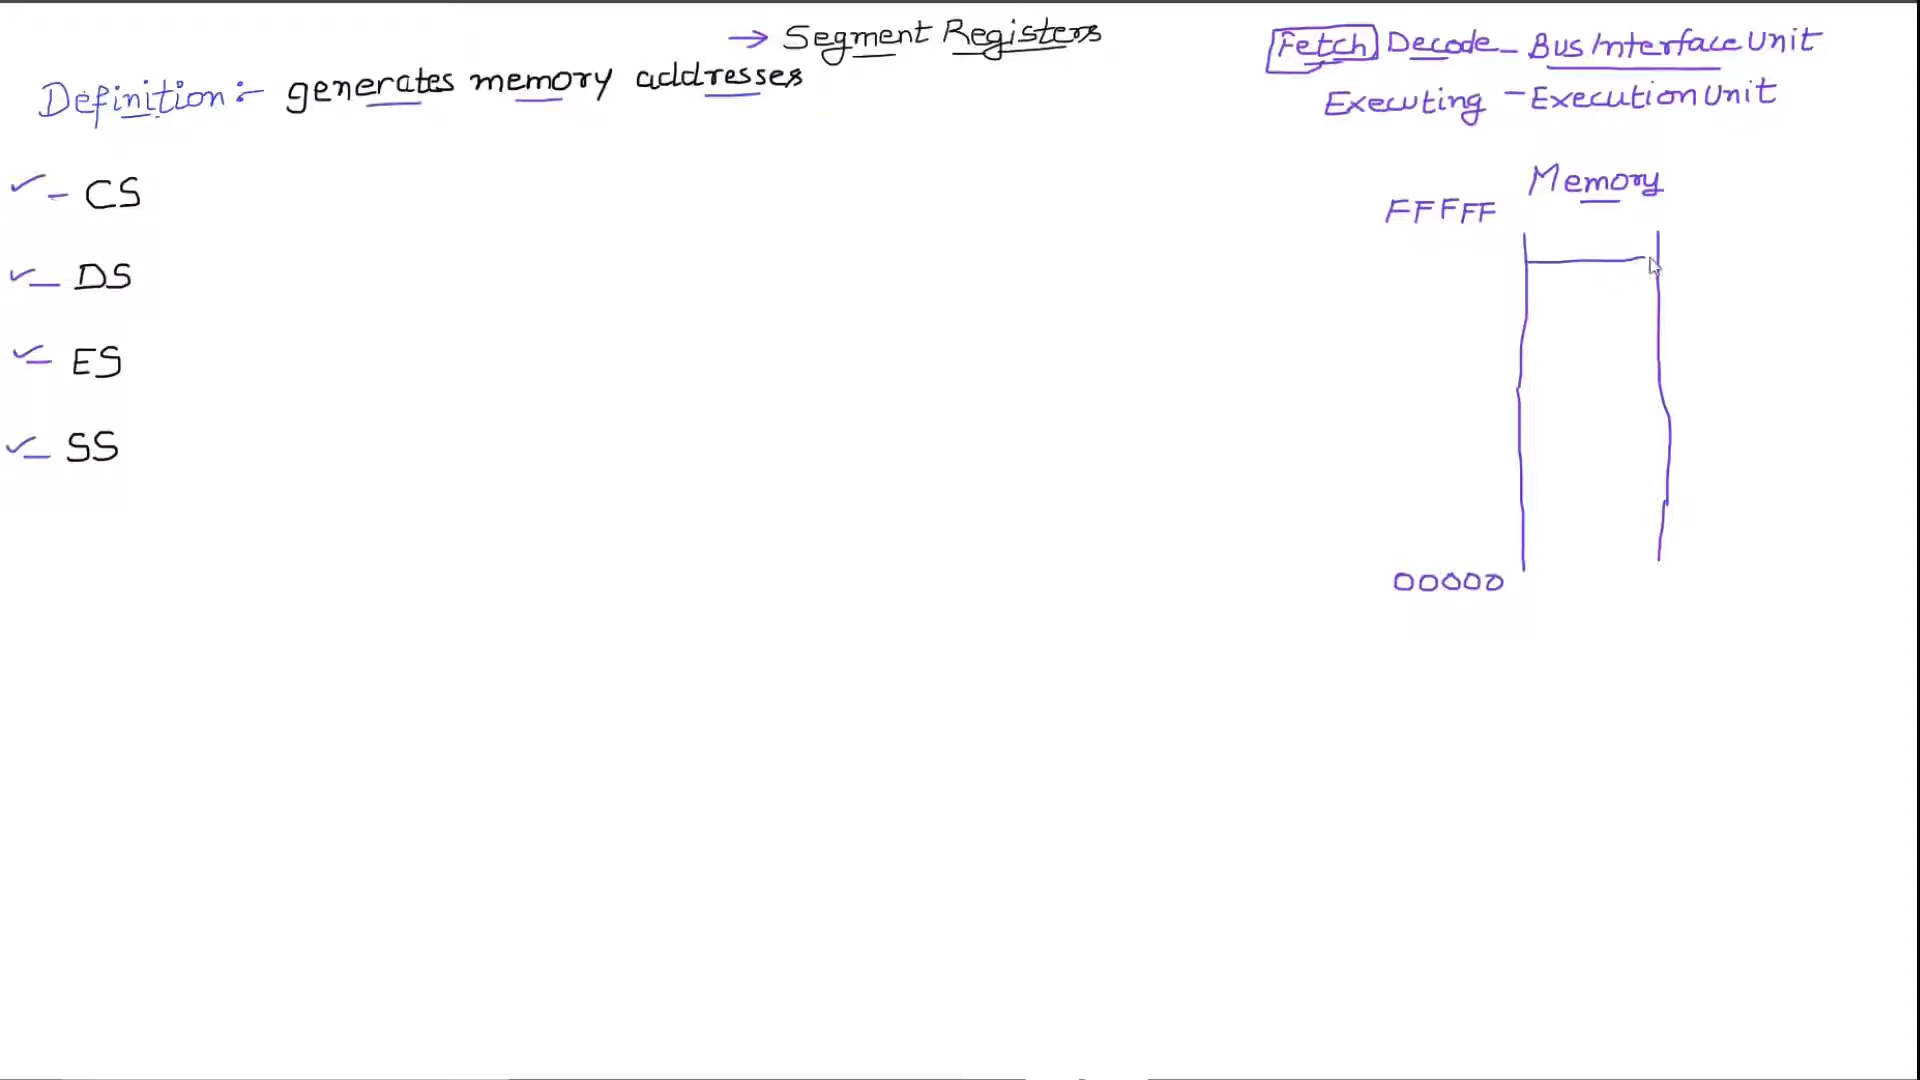 → Segment Registers
Definition :- generates memory addresses
- CS
- DS
- ES
- SS
Fetch Decode - Bus Interface Unit
Executing - Execution Unit
Memory
FFFFF
00000